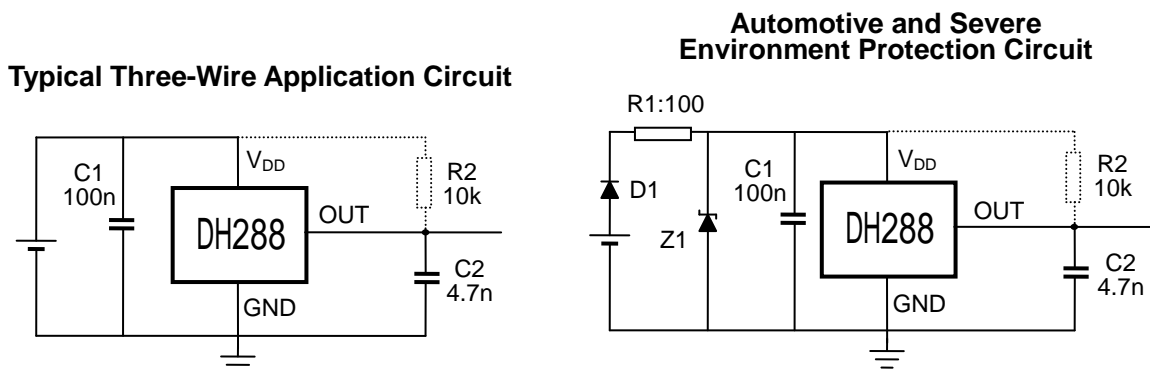 Typical Three-Wire Application Circuit
C1
100n
VDD
R2
10k
DH288
OUT
C2
4.7n
GND
Automotive and Severe
Environment Protection Circuit
R1:100
D1
Z1
C1
100n
VDD
R2
10k
DH288
OUT
C2
4.7n
GND